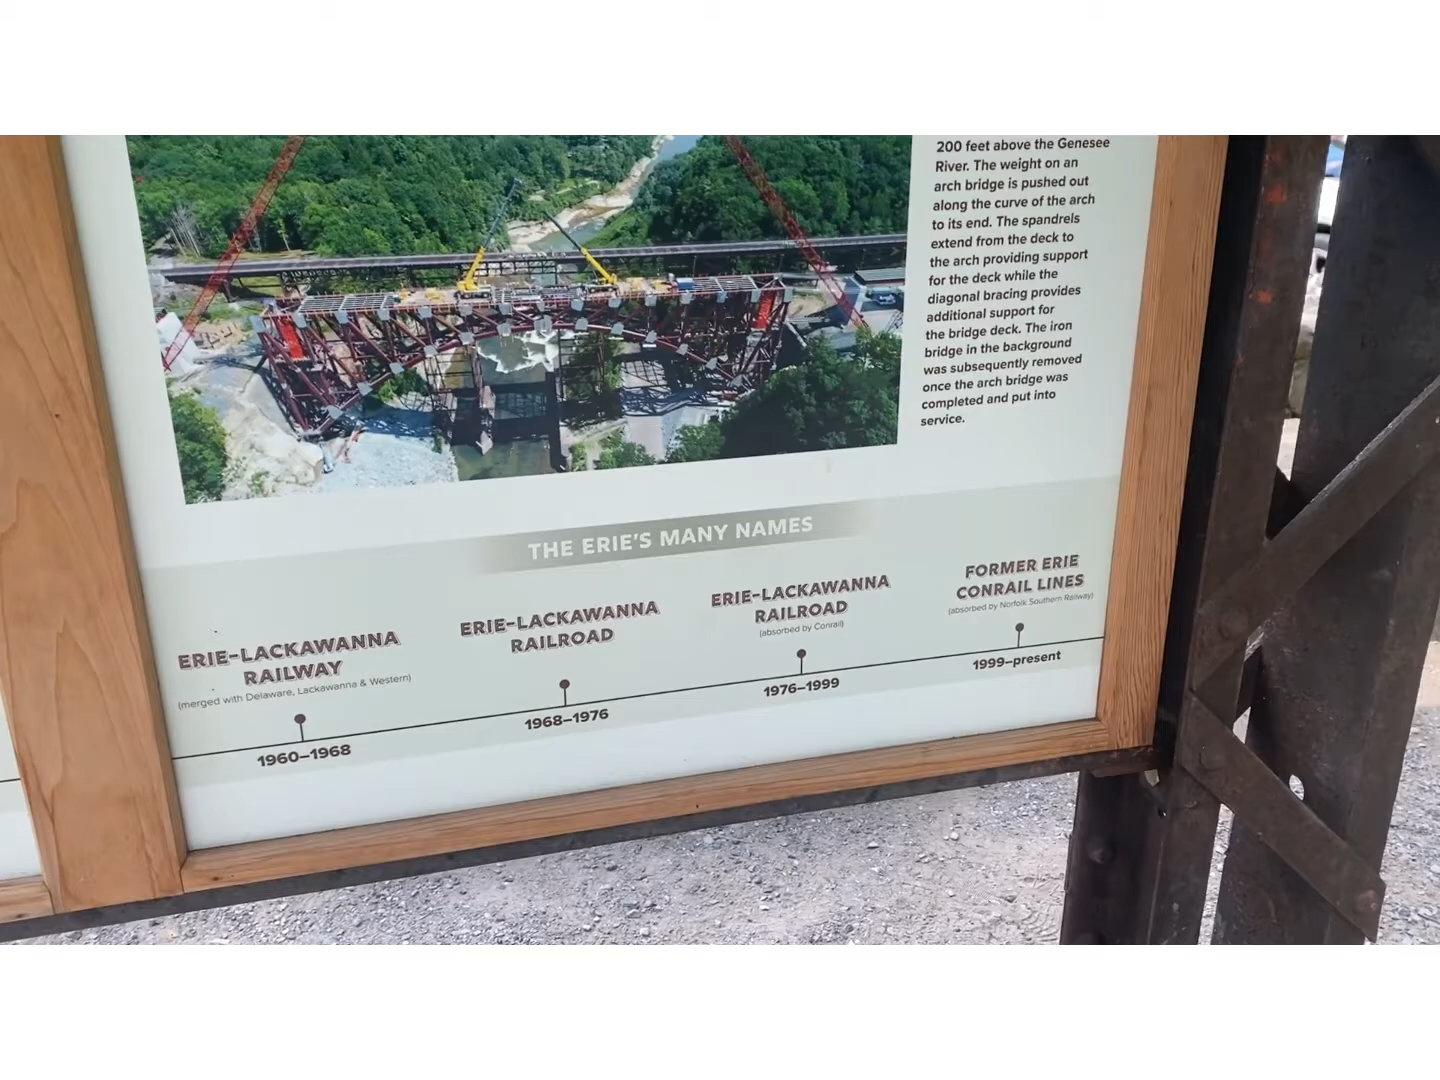 200 feet above the Genesee
River. The weight on an
arch bridge is pushed out
along the curve of the arch
to its end. The spandrels
extend from the deck to
the arch providing support
for the deck while the
diagonal bracing provides
additional support for
the bridge deck. The iron
bridge in the background
was subsequently removed
once the arch bridge was
completed and put into
service.
THE ERIE'S MANY NAMES
ERIE-LACKAWANNA
RAILWAY
(merged with Delaware, Lackawanna & Western)
1960–1968
ERIE-LACKAWANNA
RAILROAD
1968–1976
ERIE-LACKAWANNA
RAILROAD
(absorbed by Conrail)
1976–1999
FORMER ERIE
CONRAIL LINES
(absorbed by Norfolk Southern Railway)
1999–present